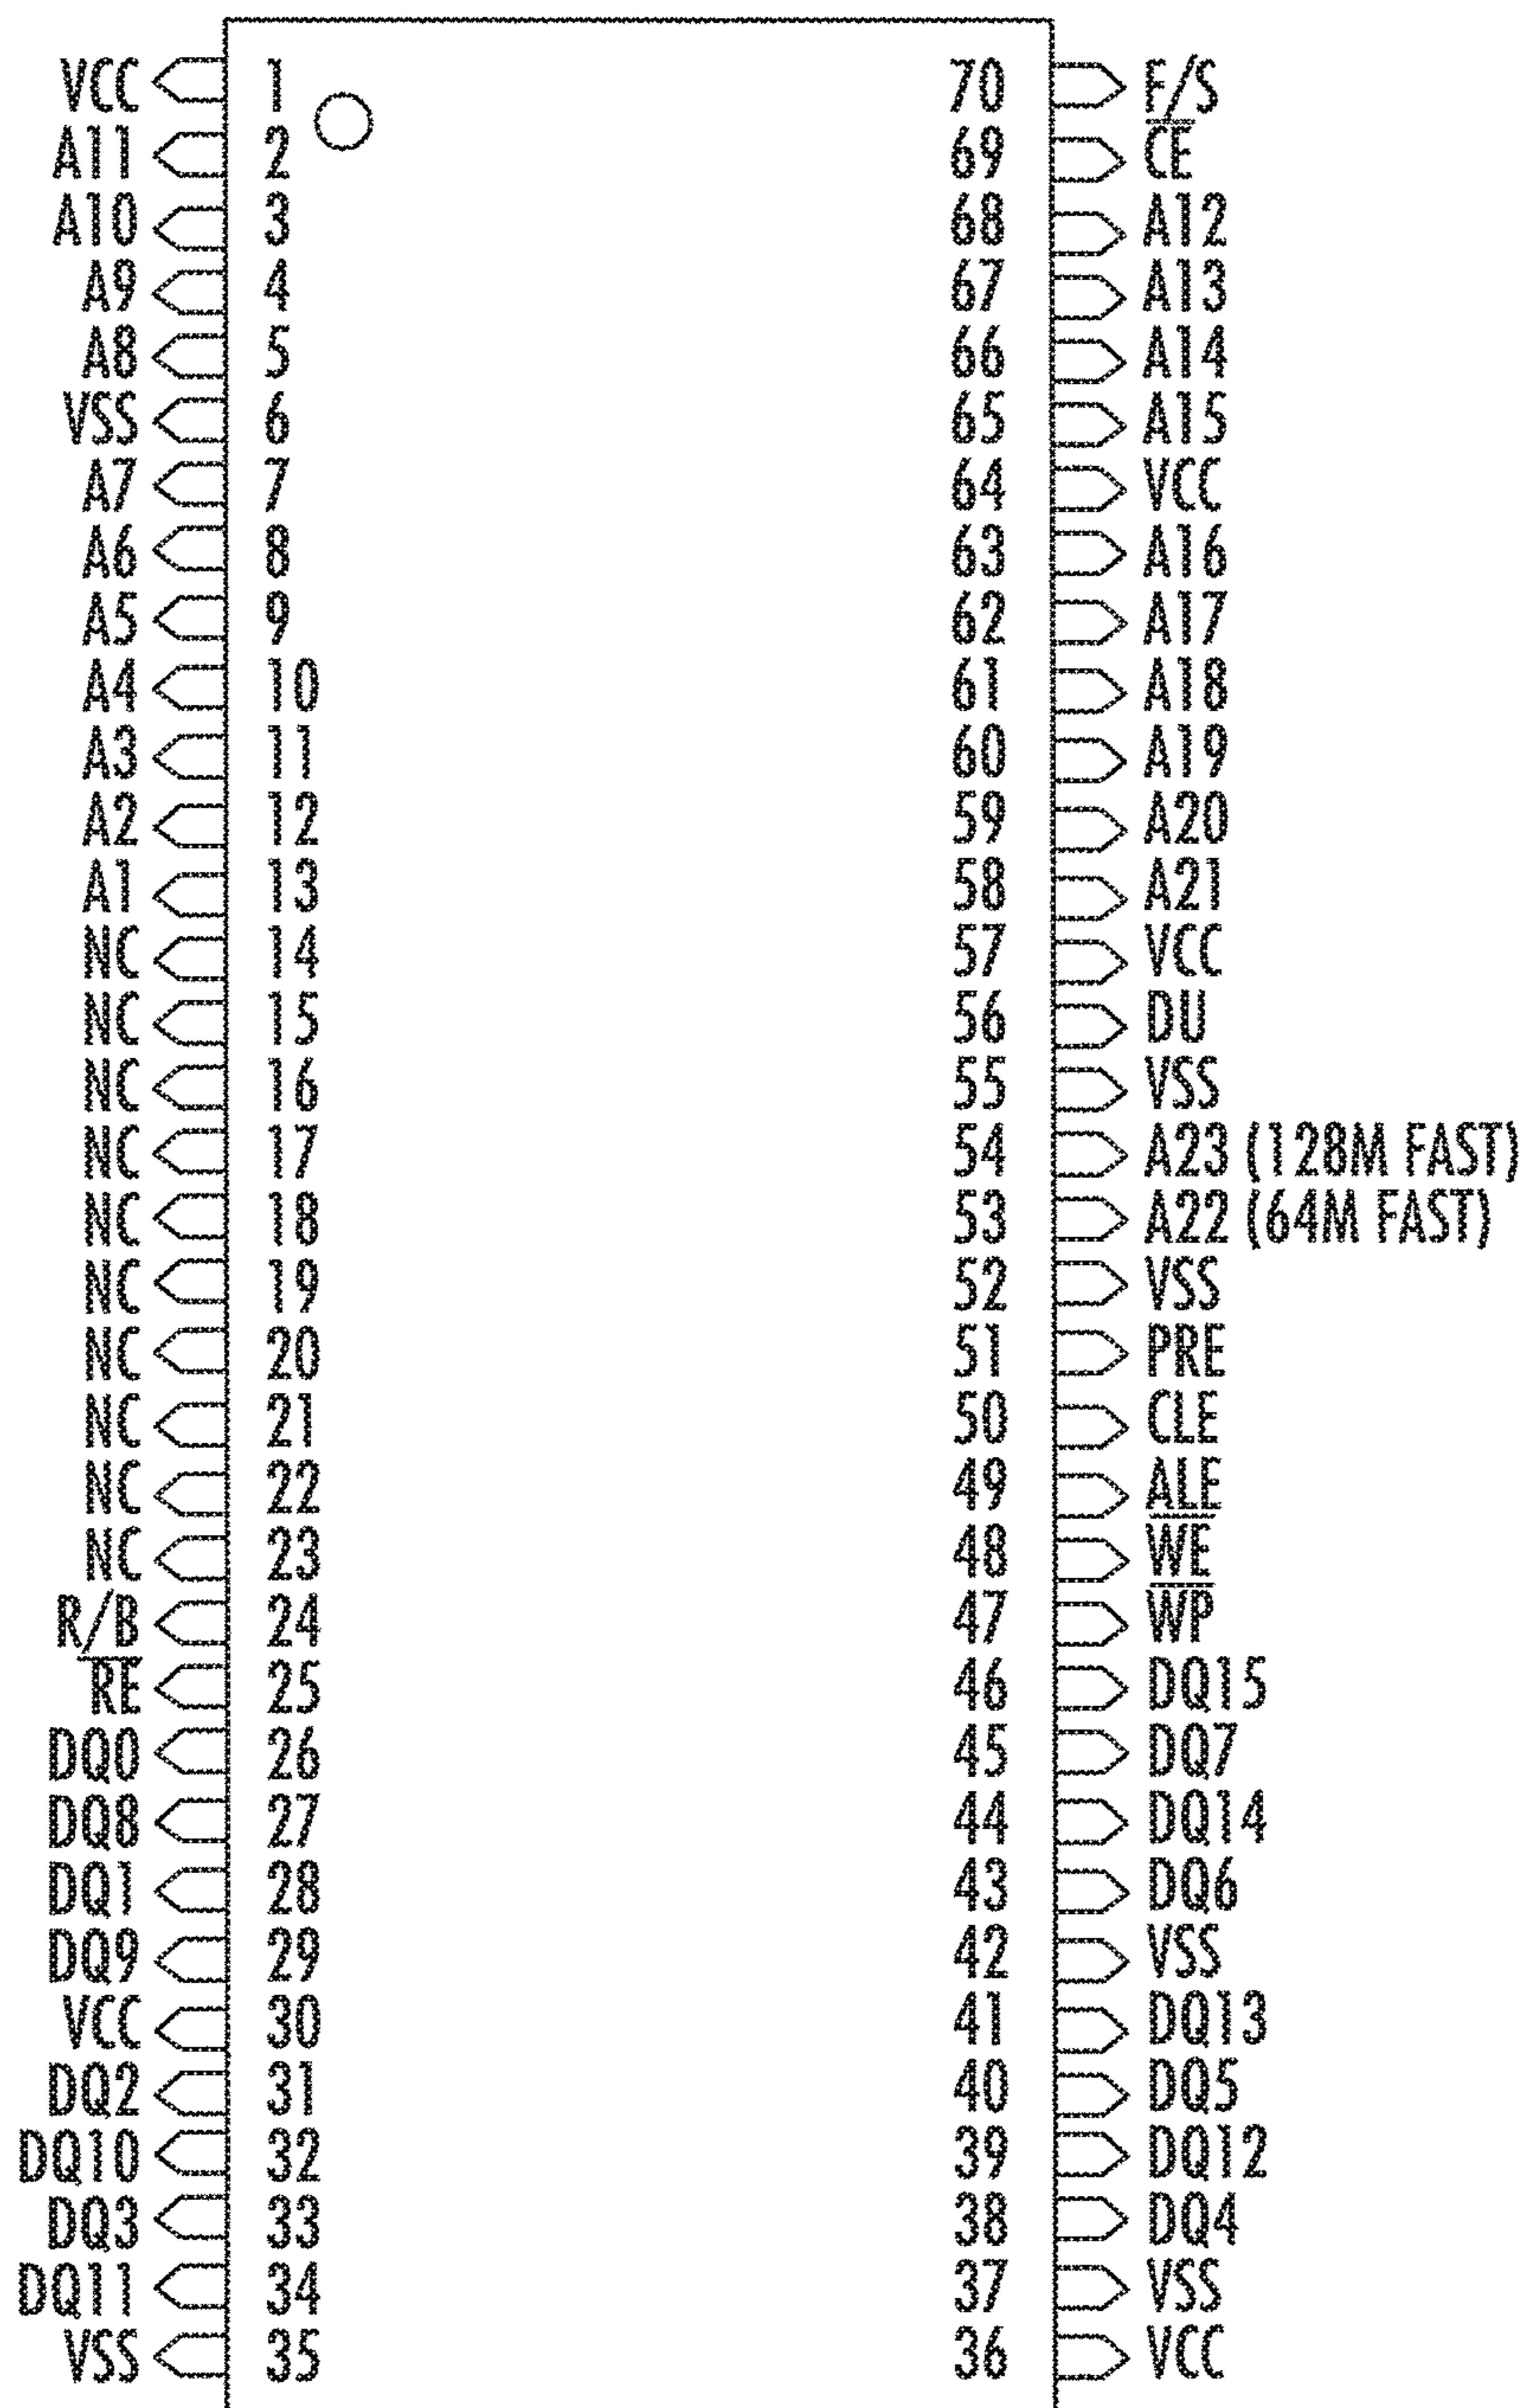 VCC 1 70 F/S
A11 2 69 C̅E̅
A10 3 68 A12
A9 4 67 A13
A8 5 66 A14
VSS 6 65 A15
A7 7 64 VCC
A6 8 63 A16
A5 9 62 A17
A4 10 61 A18
A3 11 60 A19
A2 12 59 A20
A1 13 58 A21
NC 14 57 VCC
NC 15 56 DU
NC 16 55 VSS
NC 17 54 A23 (128M FAST)
NC 18 53 A22 (64M FAST)
NC 19 52 VSS
NC 20 51 PRE
NC 21 50 CLE
NC 22 49 ALE
NC 23 48 W̅E̅
R/B 24 47 W̅P̅
R̅E̅ 25 46 DQ15
DQ0 26 45 DQ7
DQ8 27 44 DQ14
DQ1 28 43 DQ6
DQ9 29 42 VSS
VCC 30 41 DQ13
DQ2 31 40 DQ5
DQ10 32 39 DQ12
DQ3 33 38 DQ4
DQ11 34 37 VSS
VSS 35 36 VCC